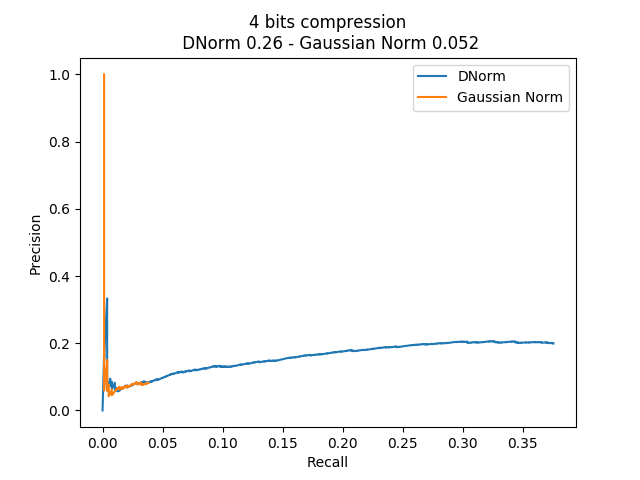 4 bits compression
DNorm 0.26 - Gaussian Norm 0.052
DNorm
Gaussian Norm
1.0
0.8
0.6
0.4
0.2
0.0
Precision
0.00 0.05 0.10 0.15 0.20 0.25 0.30 0.35
Recall